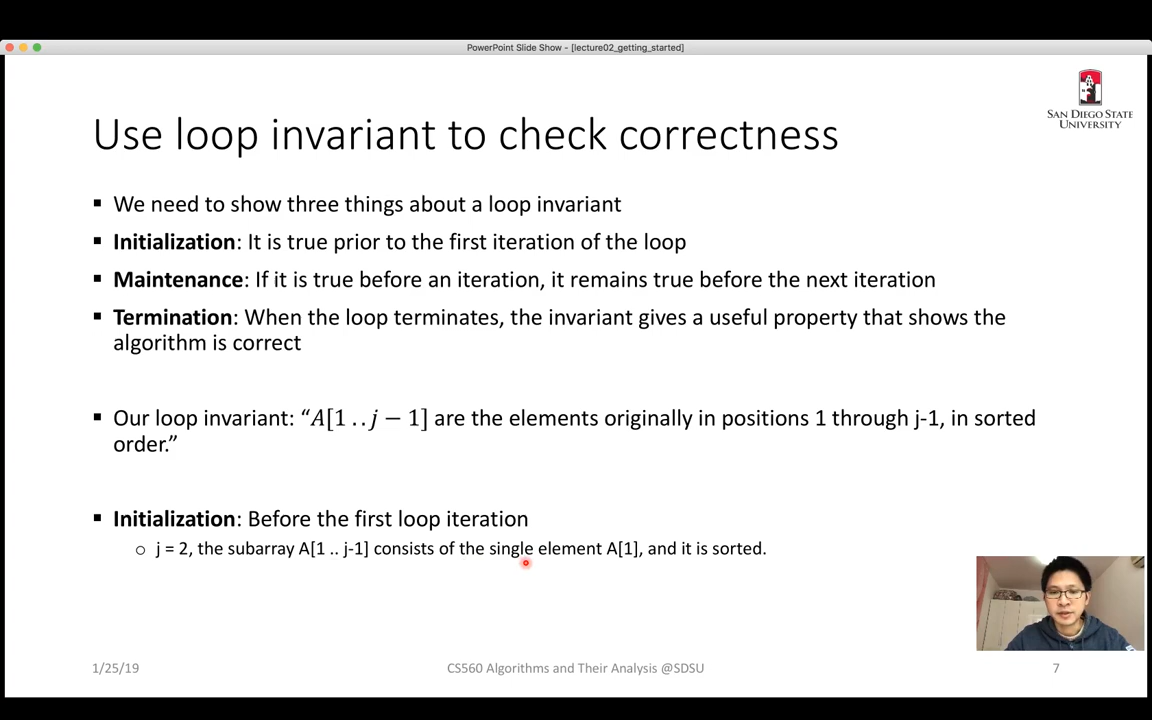 PowerPoint Slide Show - [lecture02_getting_started]
SAN DIEGO STATE
UNIVERSITY
Use loop invariant to check correctness
▪ We need to show three things about a loop invariant
▪ Initialization: It is true prior to the first iteration of the loop
▪ Maintenance: If it is true before an iteration, it remains true before the next iteration
▪ Termination: When the loop terminates, the invariant gives a useful property that shows the
algorithm is correct
▪ Our loop invariant: “A[1 . . j − 1] are the elements originally in positions 1 through j-1, in sorted
order.”
▪ Initialization: Before the first loop iteration
o j = 2, the subarray A[1 .. j-1] consists of the single element A[1], and it is sorted.
1/25/19
CS560 Algorithms and Their Analysis @SDSU
7